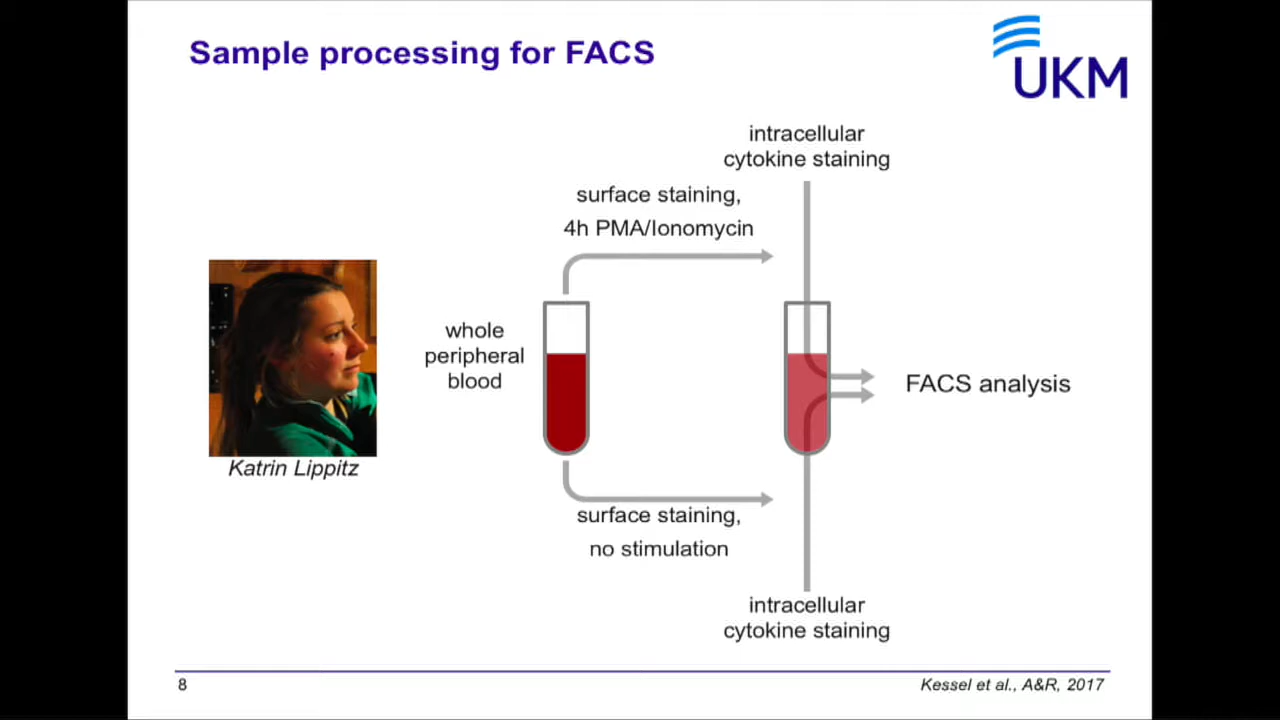 Sample processing for FACS
UKM
intracellular
cytokine staining
surface staining,
4h PMA/Ionomycin
whole
peripheral
blood
FACS analysis
Katrin Lippitz
surface staining,
no stimulation
intracellular
cytokine staining
8
Kessel et al., A&R, 2017